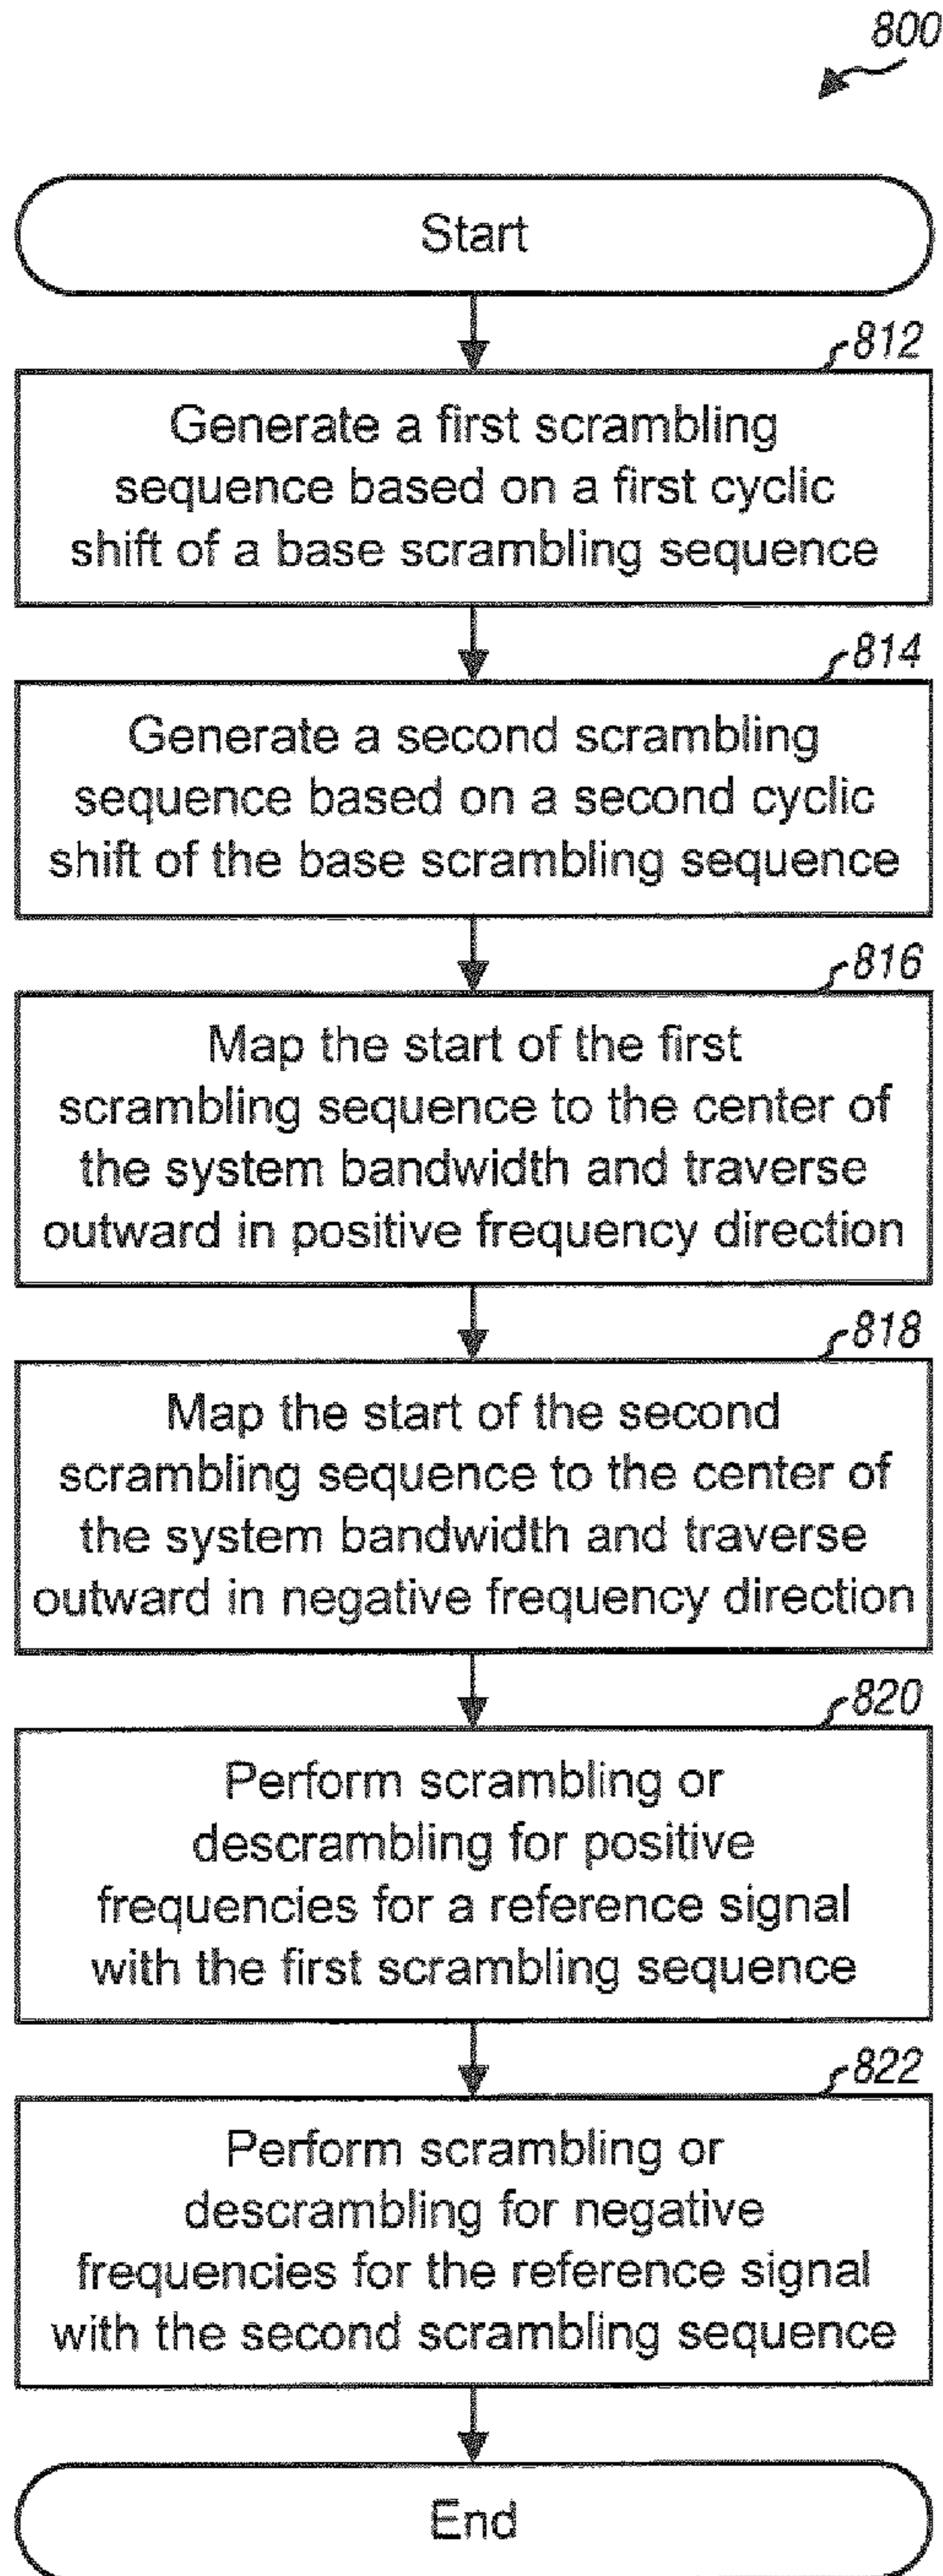 800
Start
812
Generate a first scrambling
sequence based on a first cyclic
shift of a base scrambling sequence
814
Generate a second scrambling
sequence based on a second cyclic
shift of the base scrambling sequence
816
Map the start of the first
scrambling sequence to the center of
the system bandwidth and traverse
outward in positive frequency direction
818
Map the start of the second
scrambling sequence to the center of
the system bandwidth and traverse
outward in negative frequency direction
820
Perform scrambling or
descrambling for positive
frequencies for a reference signal
with the first scrambling sequence
822
Perform scrambling or
descrambling for negative
frequencies for the reference signal
with the second scrambling sequence
End